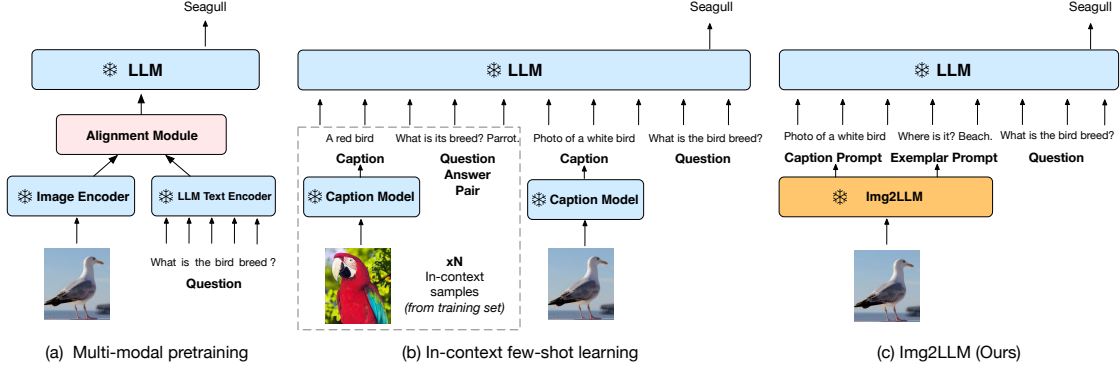 Seagull
LLM
Alignment Module
Image Encoder
LLM Text Encoder
What is the bird breed ?
Question
(a) Multi-modal pretraining
Seagull
LLM
A red bird
What is its breed? Parrot.
Photo of a white bird
What is the bird breed?
Caption
Question
Answer
Pair
Caption
Question
Caption Model
Caption Model
xN
In-context
samples
(from training set)
(b) In-context few-shot learning
Seagull
LLM
Photo of a white bird
Where is it? Beach.
What is the bird breed?
Caption Prompt
Exemplar Prompt
Question
Img2LLM
(c) Img2LLM (Ours)